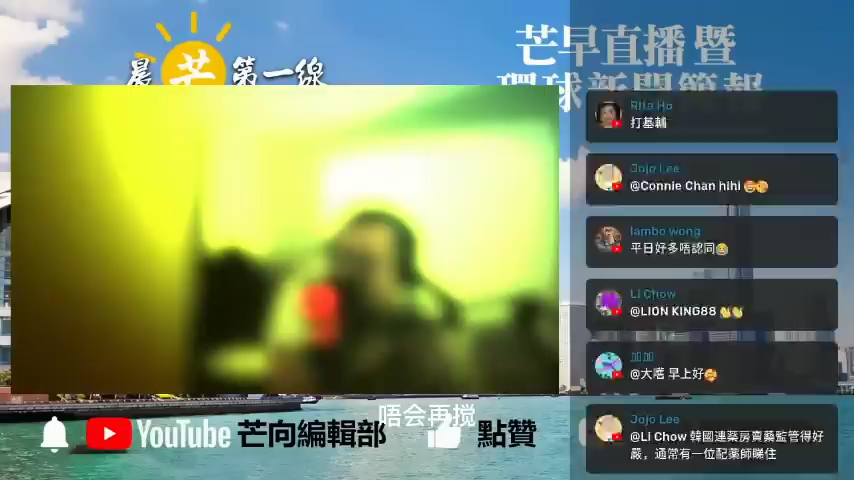 晨芒第一線
芒早直播暨
環球新聞簡報
Rita Ho
打基輔
Jojo Lee
@Connie Chan hihi
lambo wong
平日好多唔認同
Li Chow
@LION KING88
加加
@大嚿 早上好
Jojo Lee
@Li Chow 韓國連藥房賣藥監管得好
嚴，通常有一位配藥師睇住
唔会再搅
YouTube 芒向編輯部 點贊